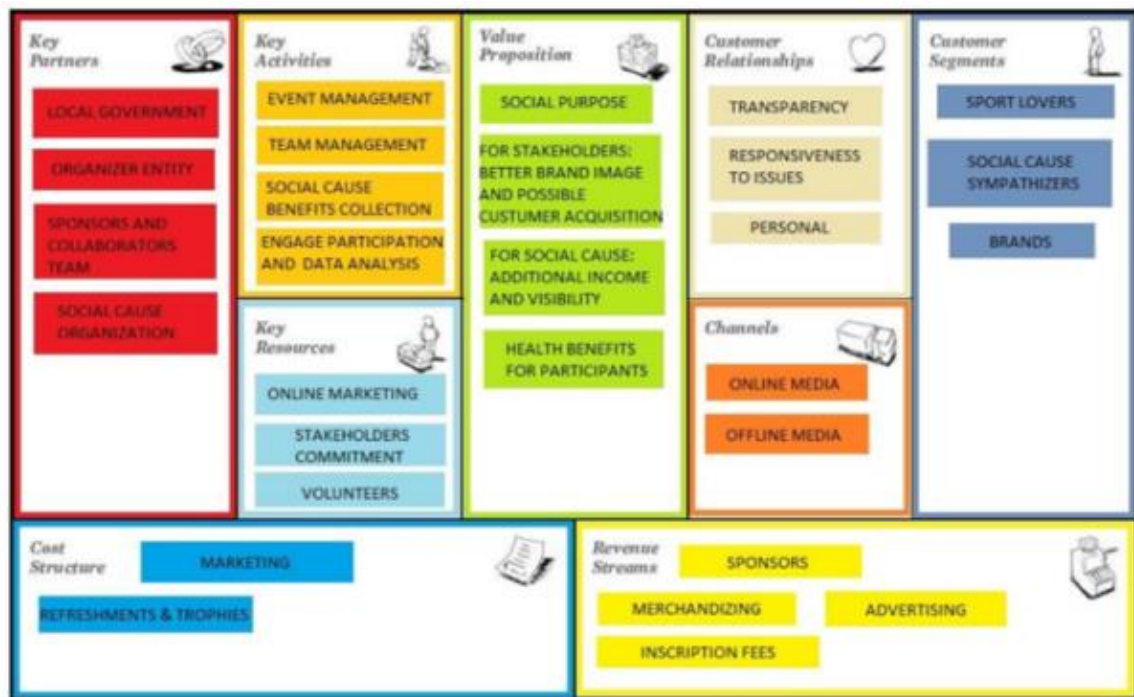 Key
Partners
LOCAL GOVERNMENT
ORGANIZER ENTITY
SPONSORS AND
COLLABORATORS
TEAM
SOCIAL CAUSE
ORGANIZATION
Key
Activities
EVENT MANAGEMENT
TEAM MANAGEMENT
SOCIAL CAUSE
BENEFITS COLLECTION
ENGAGE PARTICIPATION
AND DATA ANALYSIS
Key
Resources
ONLINE MARKETING
STAKEHOLDERS
COMMITMENT
VOLUNTEERS
Value
Proposition
SOCIAL PURPOSE
FOR STAKEHOLDERS:
BETTER BRAND IMAGE
AND POSSIBLE
CUSTUMER ACQUISITION
FOR SOCIAL CAUSE:
ADDITIONAL INCOME
AND VISIBILITY
HEALTH BENEFITS
FOR PARTICIPANTS
Customer
Relationships
TRANSPARENCY
RESPONSIVENESS
TO ISSUES
PERSONAL
Channels
ONLINE MEDIA
OFFLINE MEDIA
Customer
Segments
SPORT LOVERS
SOCIAL CAUSE
SYMPATHIZERS
BRANDS
Cost
Structure
MARKETING
REFRESHMENTS & TROPHIES
Revenue
Streams
SPONSORS
MERCHANDIZING
ADVERTISING
INSCRIPTION FEES